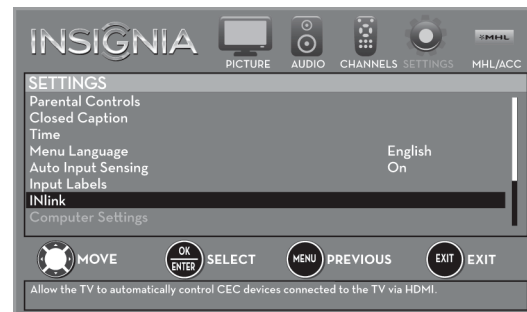 INSIGNIA
PICTURE AUDIO CHANNELS SETTINGS MHL/ACC
MHL
SETTINGS
Parental Controls
Closed Caption
Time
Menu Language English
Auto Input Sensing On
Input Labels
INlink
Computer Settings
MOVE OK/ENTER SELECT MENU PREVIOUS EXIT EXIT
Allow the TV to automatically control CEC devices connected to the TV via HDMI.